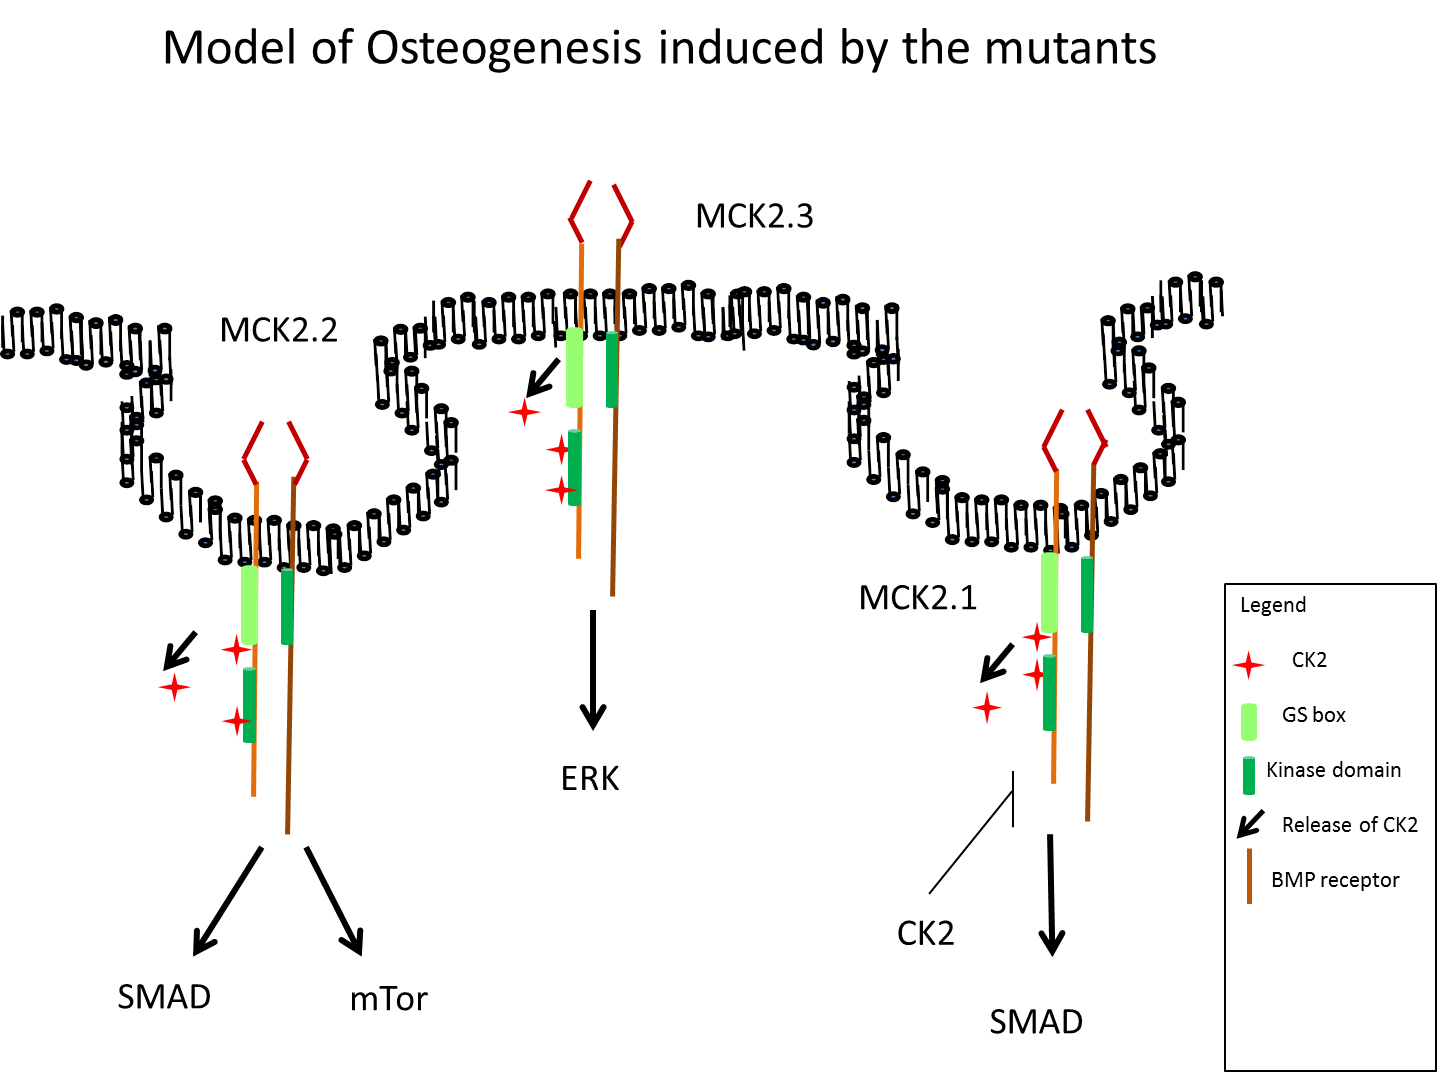 Model of Osteogenesis induced by the mutants
MCK2.3
MCK2.2
MCK2.1
ERK
CK2
SMAD
mTor
SMAD
Legend
CK2
GS box
Kinase domain
Release of CK2
BMP receptor